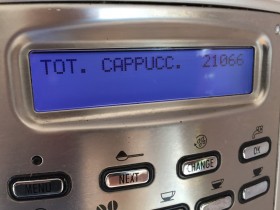 TOT. CAPPUCC. 21066
MENU
NEXT
CHANGE
OK